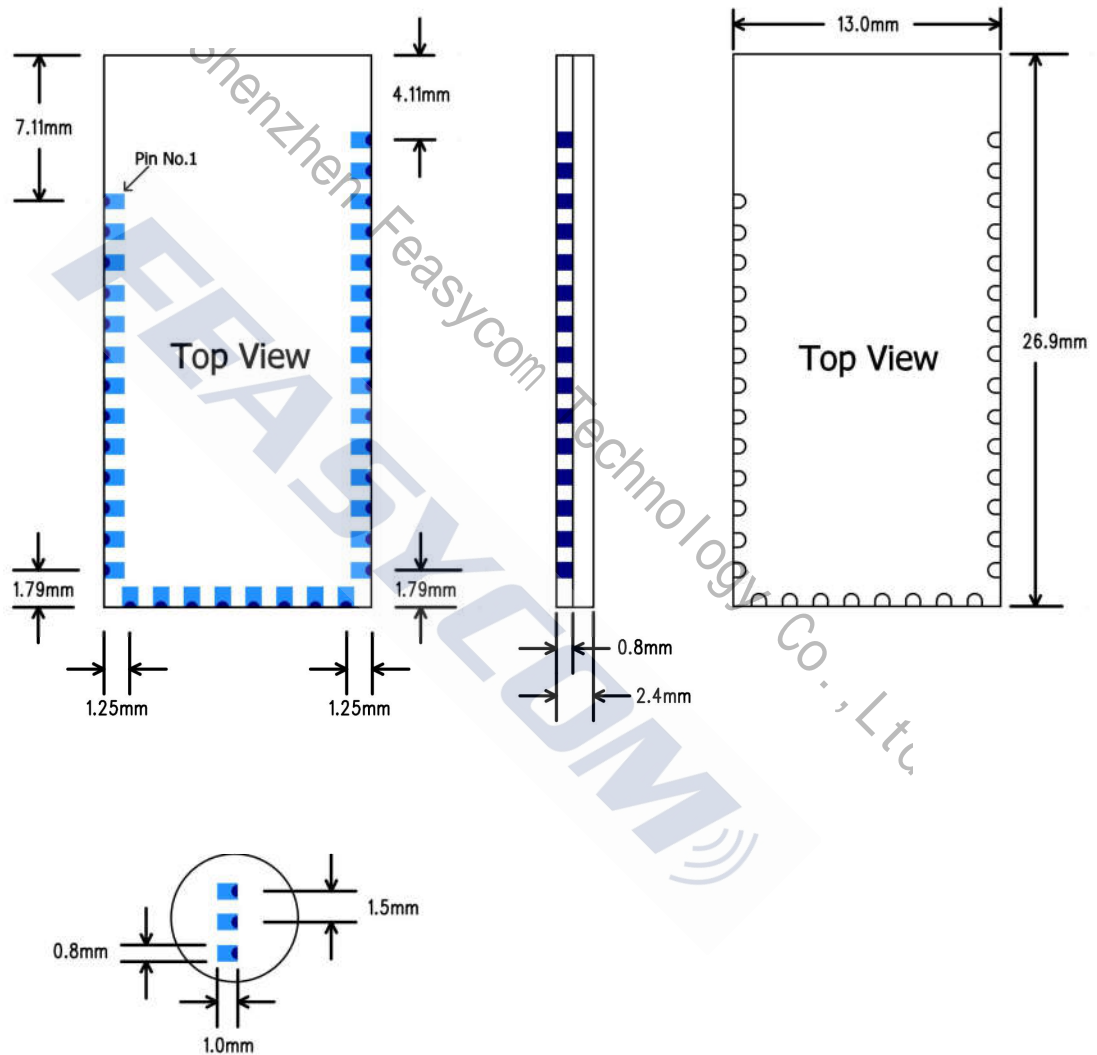 13.0mm
4.11mm
7.11mm
Pin No.1
Top View
Top View
26.9mm
1.79mm
1.79mm
0.8mm
2.4mm
1.25mm
1.25mm
1.5mm
0.8mm
1.0mm
Shenzhen Feasycom Technology Co.,Ltd
FEASYCOM